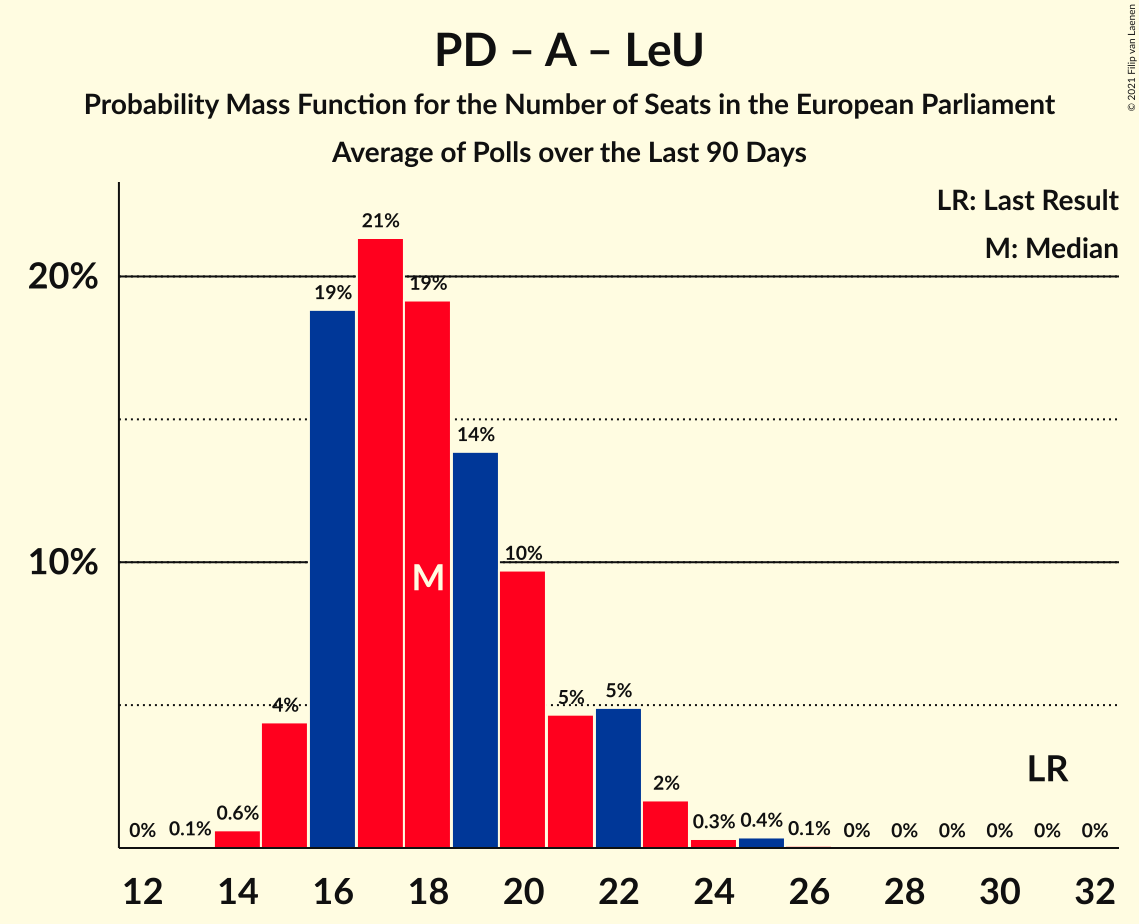 PD – A – LeU
Probability Mass Function for the Number of Seats in the European Parliament
Average of Polls over the Last 90 Days
© 2021 Filip van Laenen
LR: Last Result
M: Median
20%
10%
0%
0.1%
0.6%
4%
19%
21%
19%
14%
10%
5%
5%
2%
0.3%
0.4%
0.1%
0%
0%
0%
0%
0%
0%
M
LR
12 14 16 18 20 22 24 26 28 30 32